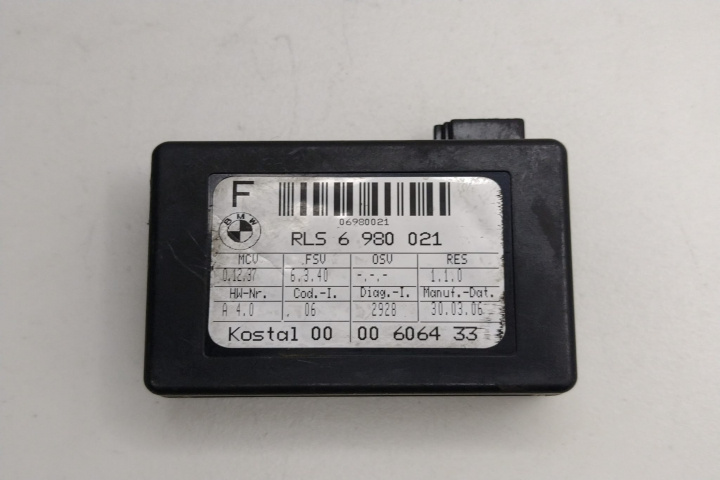 F
06980021
BMW
RLS 6 980 021
MCV FSV OSV RES
0.12.37 6.3.40 -.-.- 1.1.0
HW-Nr. Cod.-I. Diag.-I. Manuf.-Dat.
A 4.0 06 2928 30.03.06
Kostal 00 00 6064 33